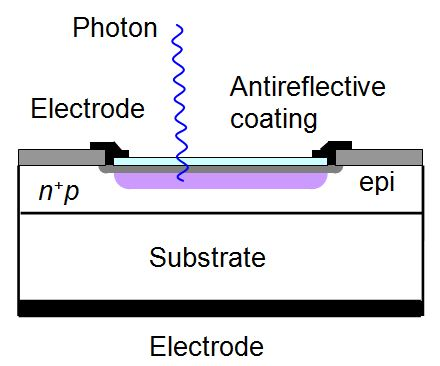 Photon
Electrode
Antireflective
coating
n⁺p
epi
Substrate
Electrode